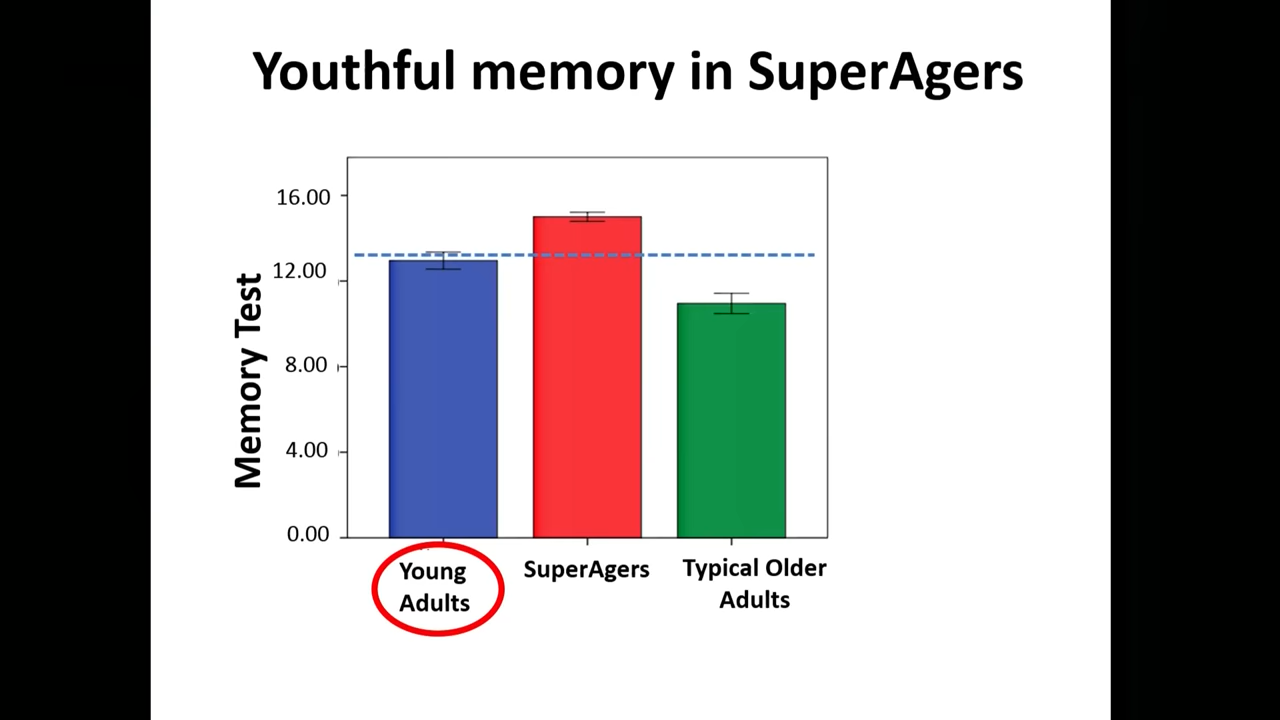 Youthful memory in SuperAgers
Memory Test
16.00
12.00
8.00
4.00
0.00
Young
Adults
SuperAgers
Typical Older
Adults